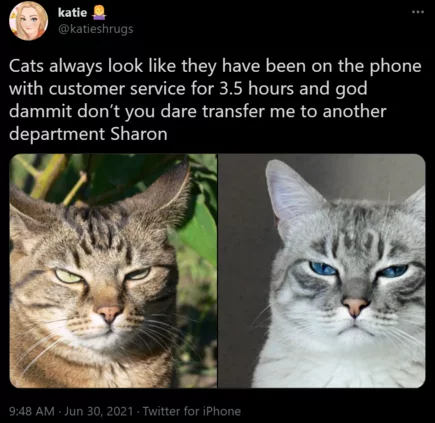 katie 💁‍♀️
@katieshrugs
Cats always look like they have been on the phone
with customer service for 3.5 hours and god
dammit don't you dare transfer me to another
department Sharon
9:48 AM · Jun 30, 2021 · Twitter for iPhone